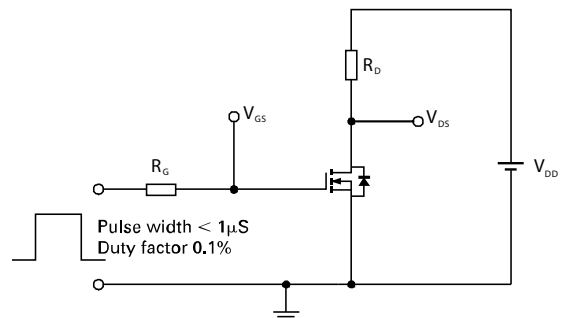 R_D
V_GS
V_DS
R_G
V_DD
Pulse width < 1μS
Duty factor 0.1%